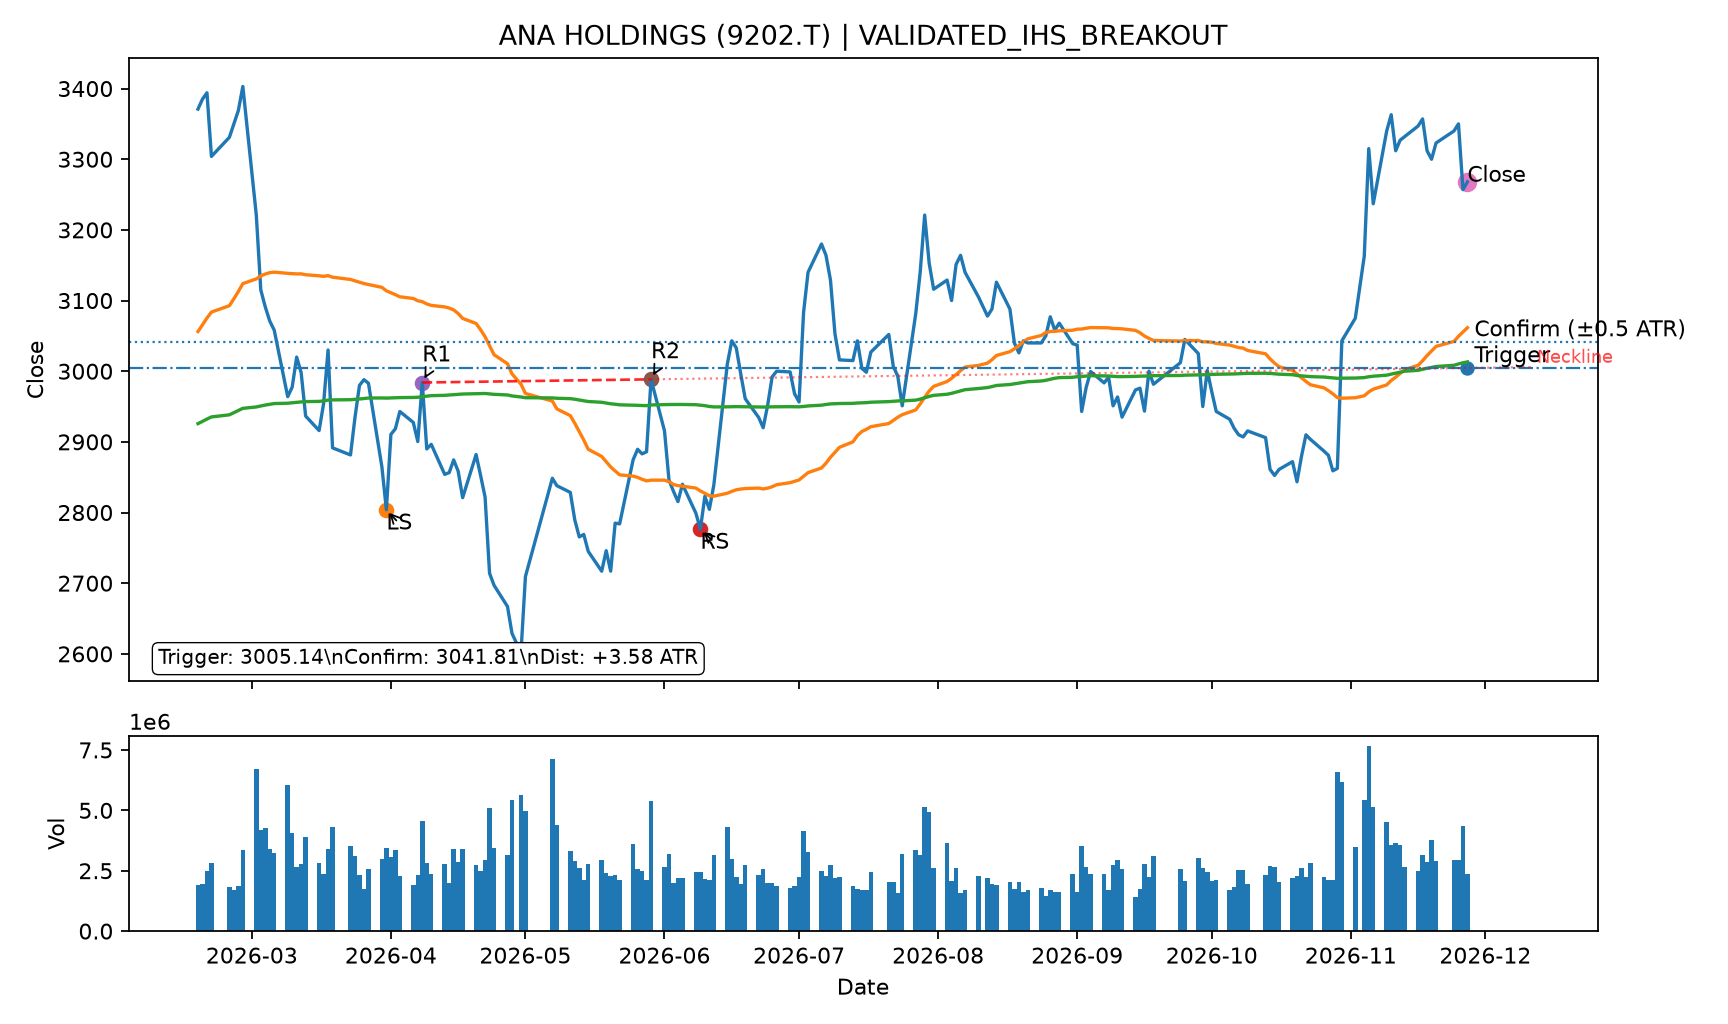 ANA HOLDINGS (9202.T) | VALIDATED_IHS_BREAKOUT
Close
3400
3300
3200
3100
3000
2900
2800
2700
2600
R1
R2
LS
RS
Close
Confirm (±0.5 ATR)
Trigger
Neckline
Trigger: 3005.14\nConfirm: 3041.81\nDist: +3.58 ATR
1e6
Vol
7.5
5.0
2.5
0.0
2026-03 2026-04 2026-05 2026-06 2026-07 2026-08 2026-09 2026-10 2026-11 2026-12
Date